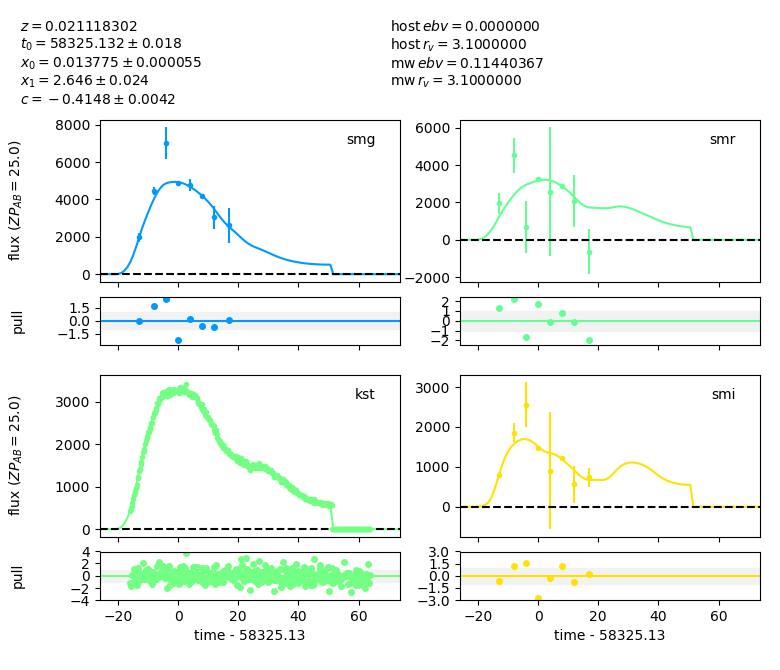 z = 0.021118302
t₀ = 58325.132 ± 0.018
x₀ = 0.013775 ± 0.000055
x₁ = 2.646 ± 0.024
c = −0.4148 ± 0.0042
host ebv = 0.0000000
host r_v = 3.1000000
mw ebv = 0.11440367
mw r_v = 3.1000000
flux (ZP_AB = 25.0)
8000
6000
4000
2000
0
smg
6000
4000
2000
0
−2000
smr
pull
1.5
0.0
−1.5
2
1
0
−1
−2
flux (ZP_AB = 25.0)
3000
2000
1000
0
kst
3000
2000
1000
0
smi
pull
4
2
0
−2
−4
3.0
1.5
0.0
−1.5
−3.0
−20 0 20 40 60
−20 0 20 40 60
time - 58325.13
time - 58325.13